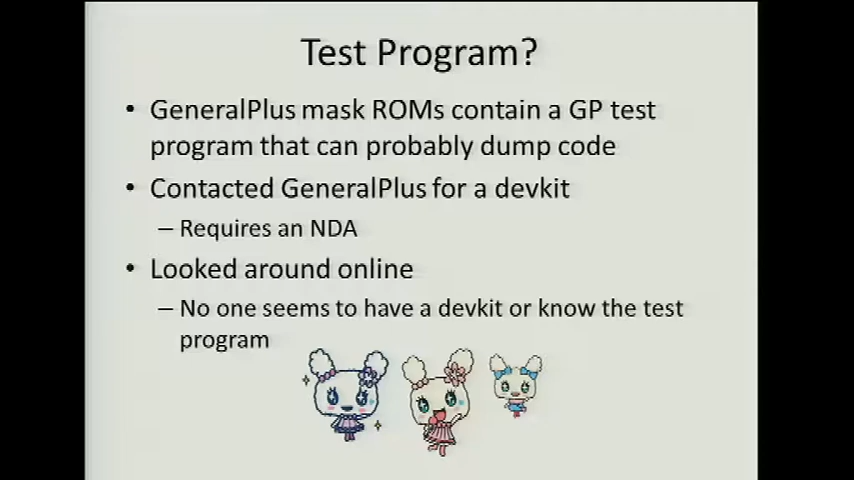 Test Program?
• GeneralPlus mask ROMs contain a GP test
program that can probably dump code
• Contacted GeneralPlus for a devkit
– Requires an NDA
• Looked around online
– No one seems to have a devkit or know the test
program